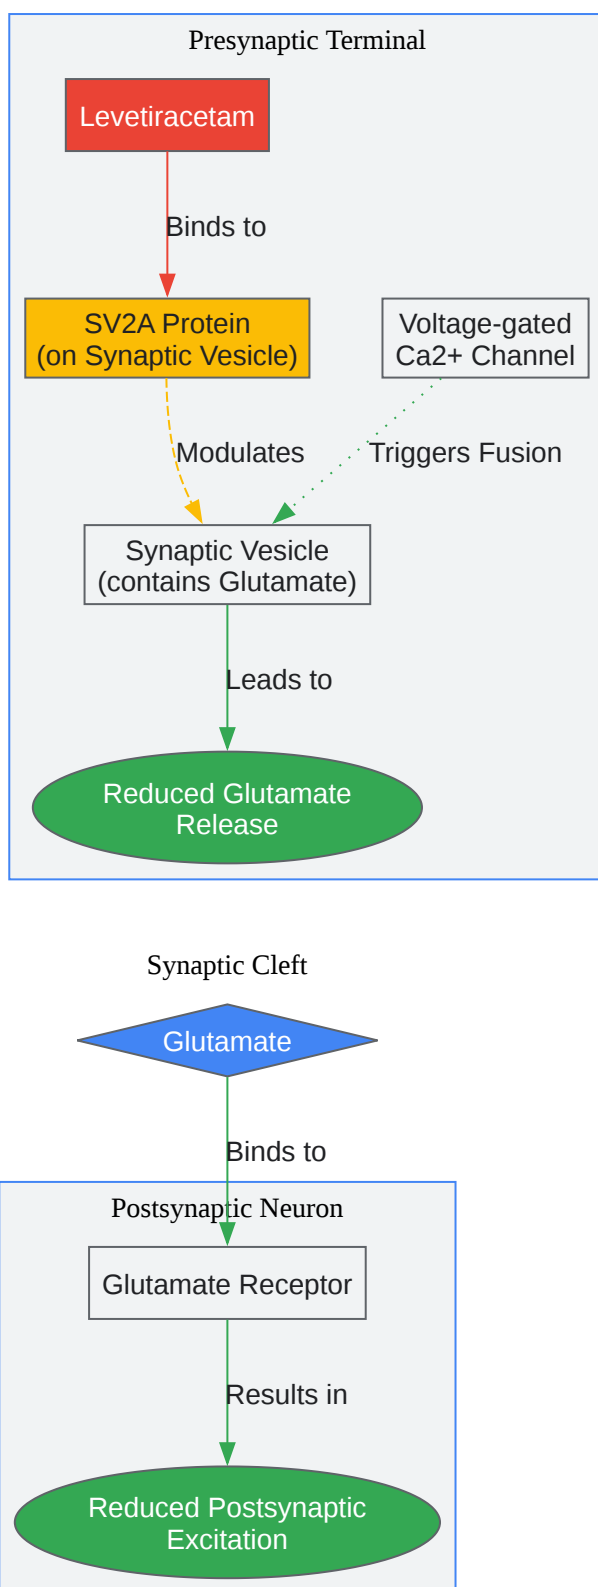 Presynaptic Terminal
Levetiracetam
Binds to
SV2A Protein
(on Synaptic Vesicle)
Voltage-gated
Ca2+ Channel
Modulates
Triggers Fusion
Synaptic Vesicle
(contains Glutamate)
Leads to
Reduced Glutamate
Release
Synaptic Cleft
Glutamate
Binds to
Postsynaptic Neuron
Glutamate Receptor
Results in
Reduced Postsynaptic
Excitation